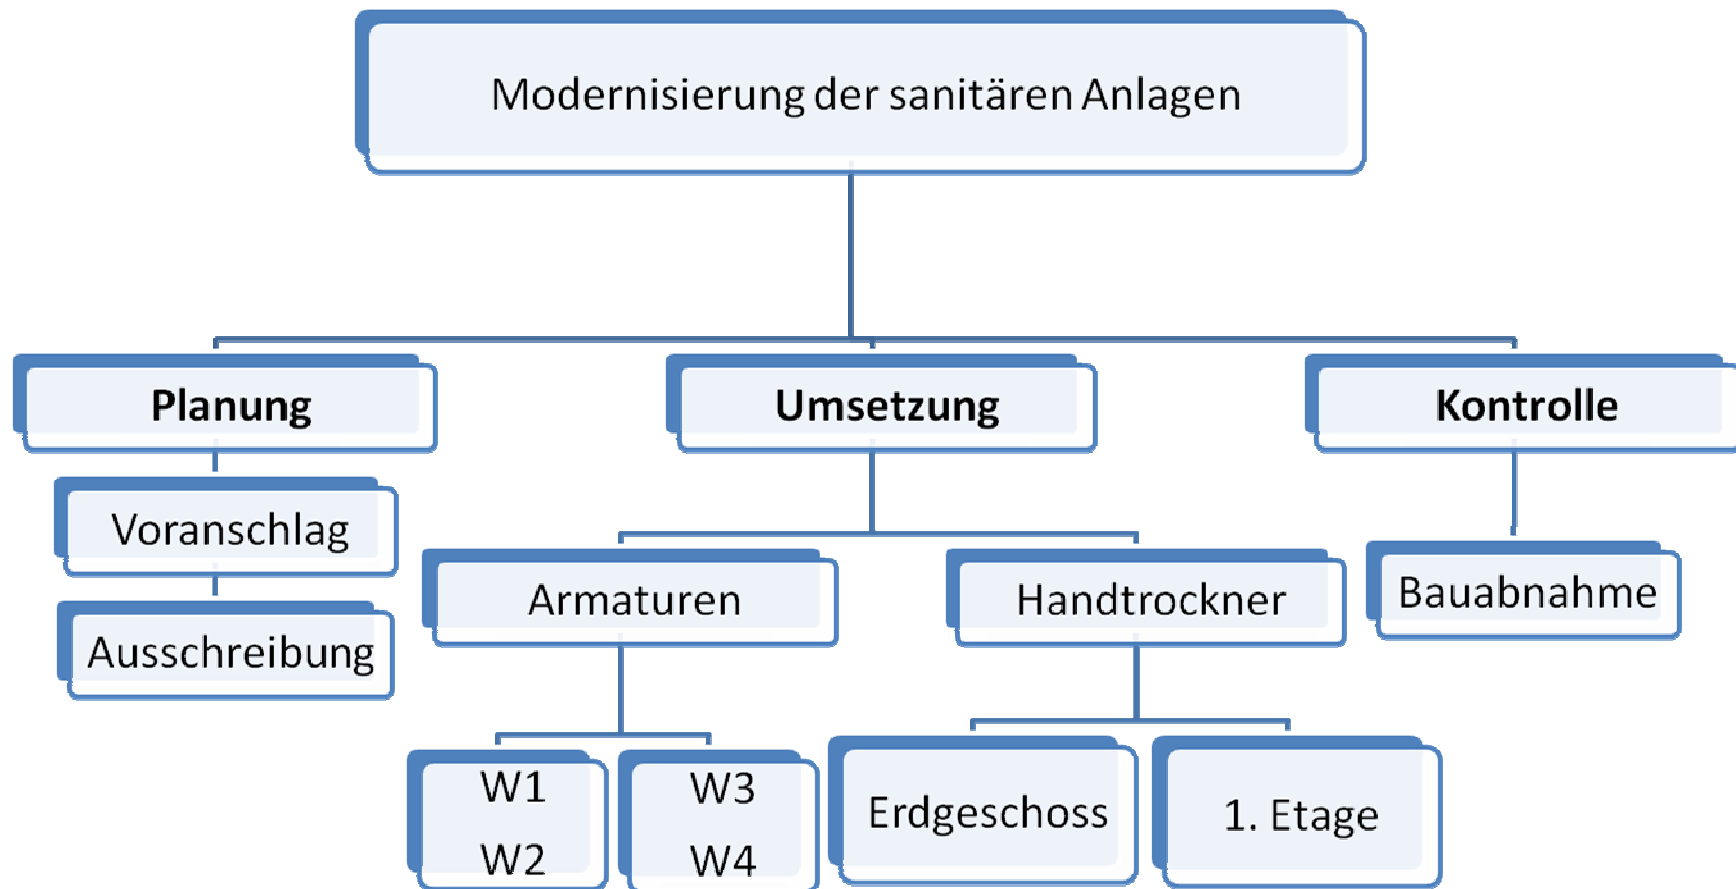 Modernisierung der sanitären Anlagen
Planung
Umsetzung
Kontrolle
Voranschlag
Ausschreibung
Armaturen
Handtrockner
Bauabnahme
W1
W2
W3
W4
Erdgeschoss
1. Etage